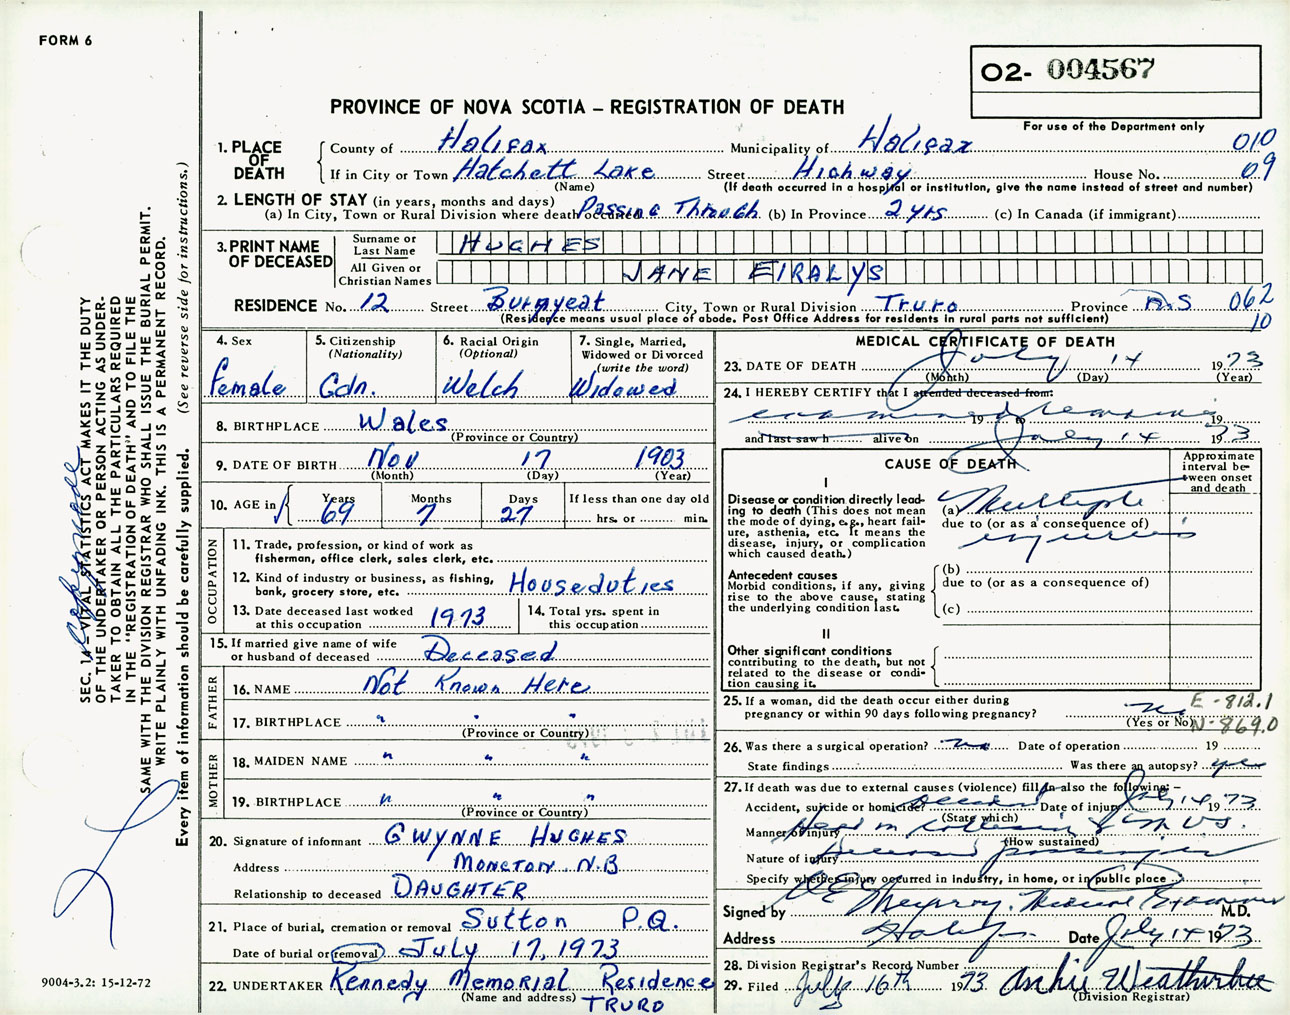 FORM 6
O2- 004567
PROVINCE OF NOVA SCOTIA – REGISTRATION OF DEATH
For use of the Department only
1. PLACE OF DEATH
County of Halifax Municipality of Halifax 010
If in City or Town Hatchett Lake Street Highway House No. 09
(Name) (If death occurred in a hospital or institution, give the name instead of street and number)
2. LENGTH OF STAY (in years, months and days)
(a) In City, Town or Rural Division where death occurred Passing Through (b) In Province 2 yrs (c) In Canada (if immigrant)
3. PRINT NAME OF DECEASED
Surname or Last Name HUGHES
All Given or Christian Names JANE EIRALYS
RESIDENCE No. 12 Street Burnyeat City, Town or Rural Division Truro Province N.S 062
(Residence means usual place of abode. Post Office Address for residents in rural parts not sufficient) 10
4. Sex
Female
5. Citizenship
(Nationality)
Cdn.
6. Racial Origin
(Optional)
Welch
7. Single, Married, Widowed or Divorced
(write the word)
Widowed
8. BIRTHPLACE Wales
(Province or Country)
9. DATE OF BIRTH Nov 17 1903
(Month) (Day) (Year)
10. AGE in
Years Months Days If less than one day old
69 7 27 hrs. or min.
OCCUPATION
11. Trade, profession, or kind of work as
fisherman, office clerk, sales clerk, etc.
12. Kind of industry or business, as fishing,
bank, grocery store, etc. Houseduties
13. Date deceased last worked
at this occupation 1973
14. Total yrs. spent in
this occupation
15. If married give name of wife
or husband of deceased Deceased
FATHER
16. NAME Not Known Here
17. BIRTHPLACE " " "
(Province or Country)
MOTHER
18. MAIDEN NAME " " "
19. BIRTHPLACE " " "
(Province or Country)
20. Signature of informant GWYNNE HUGHES
Address MONCTON N.B
Relationship to deceased DAUGHTER
21. Place of burial, cremation or removal Sutton P.Q.
Date of burial or removal July 17, 1973
22. UNDERTAKER Kennedy Memorial Residence
(Name and address) TRURO
MEDICAL CERTIFICATE OF DEATH
23. DATE OF DEATH July 14 1973
(Month) (Day) (Year)
24. I HEREBY CERTIFY that I attended deceased from:
examined remains 19 to 19
and last saw h alive on July 14 1973
CAUSE OF DEATH
Approximate interval between onset and death
I
Disease or condition directly leading to death (This does not mean the mode of dying, e.g., heart failure, asthenia, etc. It means the disease, injury, or complication which caused death.)
(a) Multiple
due to (or as a consequence of)
injuries
Antecedent causes
Morbid conditions, if any, giving rise to the above cause, stating the underlying condition last.
(b)
due to (or as a consequence of)
(c)
II
Other significant conditions
contributing to the death, but not related to the disease or condition causing it.
25. If a woman, did the death occur either during
pregnancy or within 90 days following pregnancy? no
(Yes or No)
E-812.1
N-869.0
26. Was there a surgical operation? no Date of operation 19
State findings Was there an autopsy? yes
27. If death was due to external causes (violence) fill in also the following:–
Accident, suicide or homicide? Accident Date of injury July 14 1973
(State which)
Manner of injury Head on collision
(How sustained)
Nature of injury Deceased passenger
Specify whether injury occurred in industry, in home, or in public place
Signed by Medical Examiner M.D.
Address Halifax Date July 14 1973
28. Division Registrar's Record Number
29. Filed July 16th 1973 Archie Weatherbee
(Division Registrar)
SEC. 14 – VITAL STATISTICS ACT MAKES IT THE DUTY
OF THE UNDERTAKER OR PERSON ACTING AS UNDER-
TAKER TO OBTAIN ALL THE PARTICULARS REQUIRED
IN THE "REGISTRATION OF DEATH" AND TO FILE THE
SAME WITH THE DIVISION REGISTRAR WHO SHALL ISSUE THE BURIAL PERMIT.
WRITE PLAINLY WITH UNFADING INK. THIS IS A PERMANENT RECORD.
Every item of information should be carefully supplied. (See reverse side for instructions.)
9004-3.2: 15-12-72